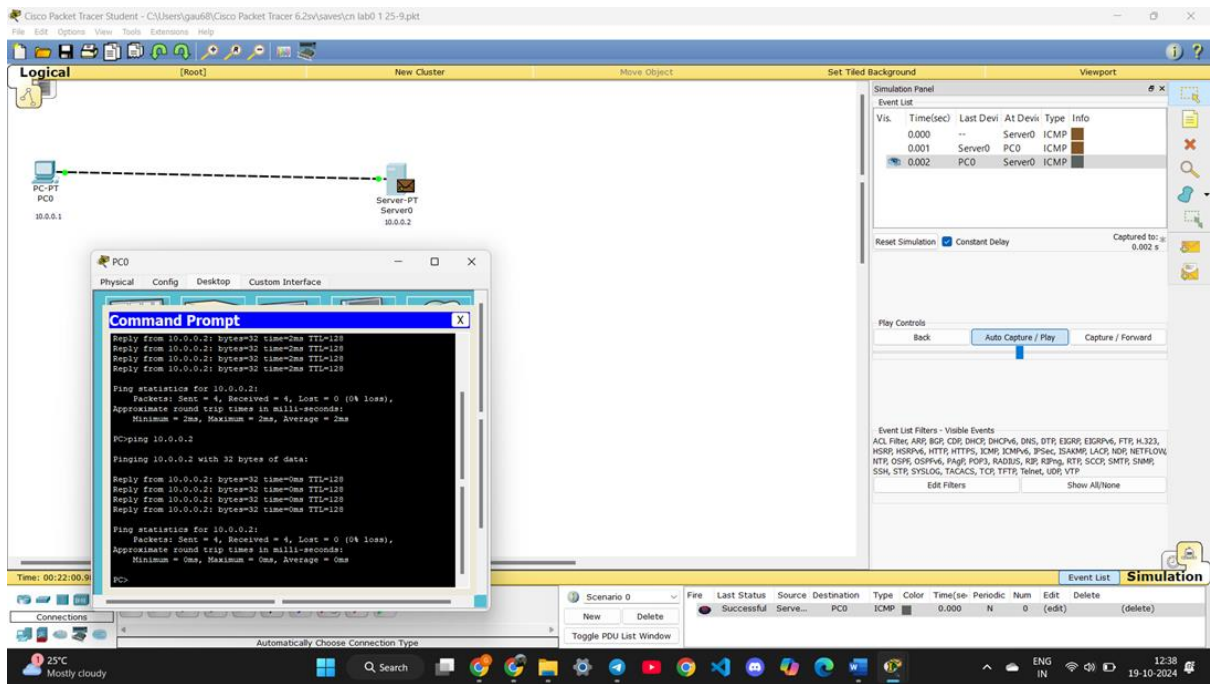 Cisco Packet Tracer Student - C:\Users\gau68\Cisco Packet Tracer 6.2sv\saves\cn lab0 1 25-9.pkt
File Edit Options View Tools Extensions Help
Logical [Root] New Cluster Move Object Set Tiled Background Viewport
Simulation Panel
Event List
Vis. Time(sec) Last Devi At Devic Type Info
0.000 -- Server0 ICMP
0.001 Server0 PC0 ICMP
0.002 PC0 Server0 ICMP
Reset Simulation Constant Delay Captured to: *
0.002 s
Play Controls
Back Auto Capture / Play Capture / Forward
Event List Filters - Visible Events
ACL Filter, ARP, BGP, CDP, DHCP, DHCPv6, DNS, DTP, EIGRP, EIGRPv6, FTP, H.323,
HSRP, HSRPv6, HTTP, HTTPS, ICMP, ICMPv6, IPSec, ISAKMP, LACP, NDP, NETFLOW,
NTP, OSPF, OSPFv6, PAgP, POP3, RADIUS, RIP, RIPng, RTP, SCCP, SMTP, SNMP,
SSH, STP, SYSLOG, TACACS, TCP, TFTP, Telnet, UDP, VTP
Edit Filters Show All/None
PC-PT
PC0
10.0.0.1
Server-PT
Server0
10.0.0.2
PC0
Physical Config Desktop Custom Interface
Command Prompt X
Reply from 10.0.0.2: bytes=32 time=2ms TTL=128
Reply from 10.0.0.2: bytes=32 time=2ms TTL=128
Reply from 10.0.0.2: bytes=32 time=2ms TTL=128
Reply from 10.0.0.2: bytes=32 time=2ms TTL=128
Ping statistics for 10.0.0.2:
Packets: Sent = 4, Received = 4, Lost = 0 (0% loss),
Approximate round trip times in milli-seconds:
Minimum = 2ms, Maximum = 2ms, Average = 2ms
PC>ping 10.0.0.2
Pinging 10.0.0.2 with 32 bytes of data:
Reply from 10.0.0.2: bytes=32 time=0ms TTL=128
Reply from 10.0.0.2: bytes=32 time=0ms TTL=128
Reply from 10.0.0.2: bytes=32 time=0ms TTL=128
Reply from 10.0.0.2: bytes=32 time=0ms TTL=128
Ping statistics for 10.0.0.2:
Packets: Sent = 4, Received = 4, Lost = 0 (0% loss),
Approximate round trip times in milli-seconds:
Minimum = 0ms, Maximum = 0ms, Average = 0ms
PC>
Time: 00:22:00.9
Event List Simulation
Connections
Automatically Choose Connection Type
Scenario 0
New Delete
Toggle PDU List Window
Fire Last Status Source Destination Type Color Time(se Periodic Num Edit Delete
Successful Serve... PC0 ICMP 0.000 N 0 (edit) (delete)
1
25°C
Mostly cloudy
Search
ENG
IN
12:38
19-10-2024